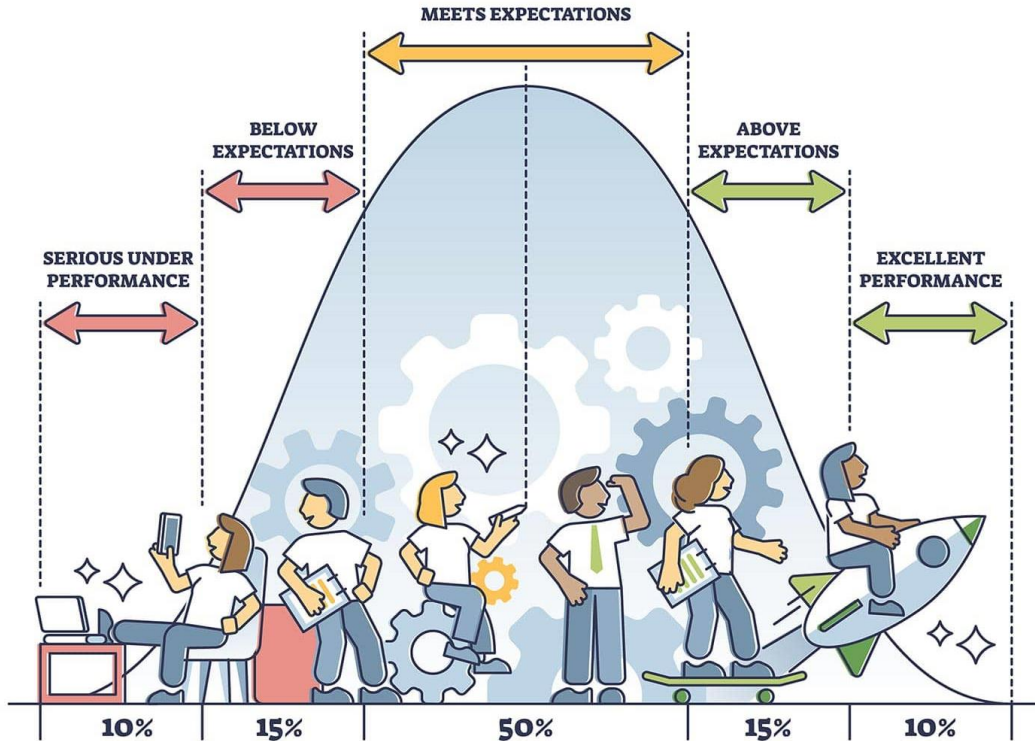 MEETS EXPECTATIONS
BELOW
EXPECTATIONS
ABOVE
EXPECTATIONS
SERIOUS UNDER
PERFORMANCE
EXCELLENT
PERFORMANCE
10%
15%
50%
15%
10%